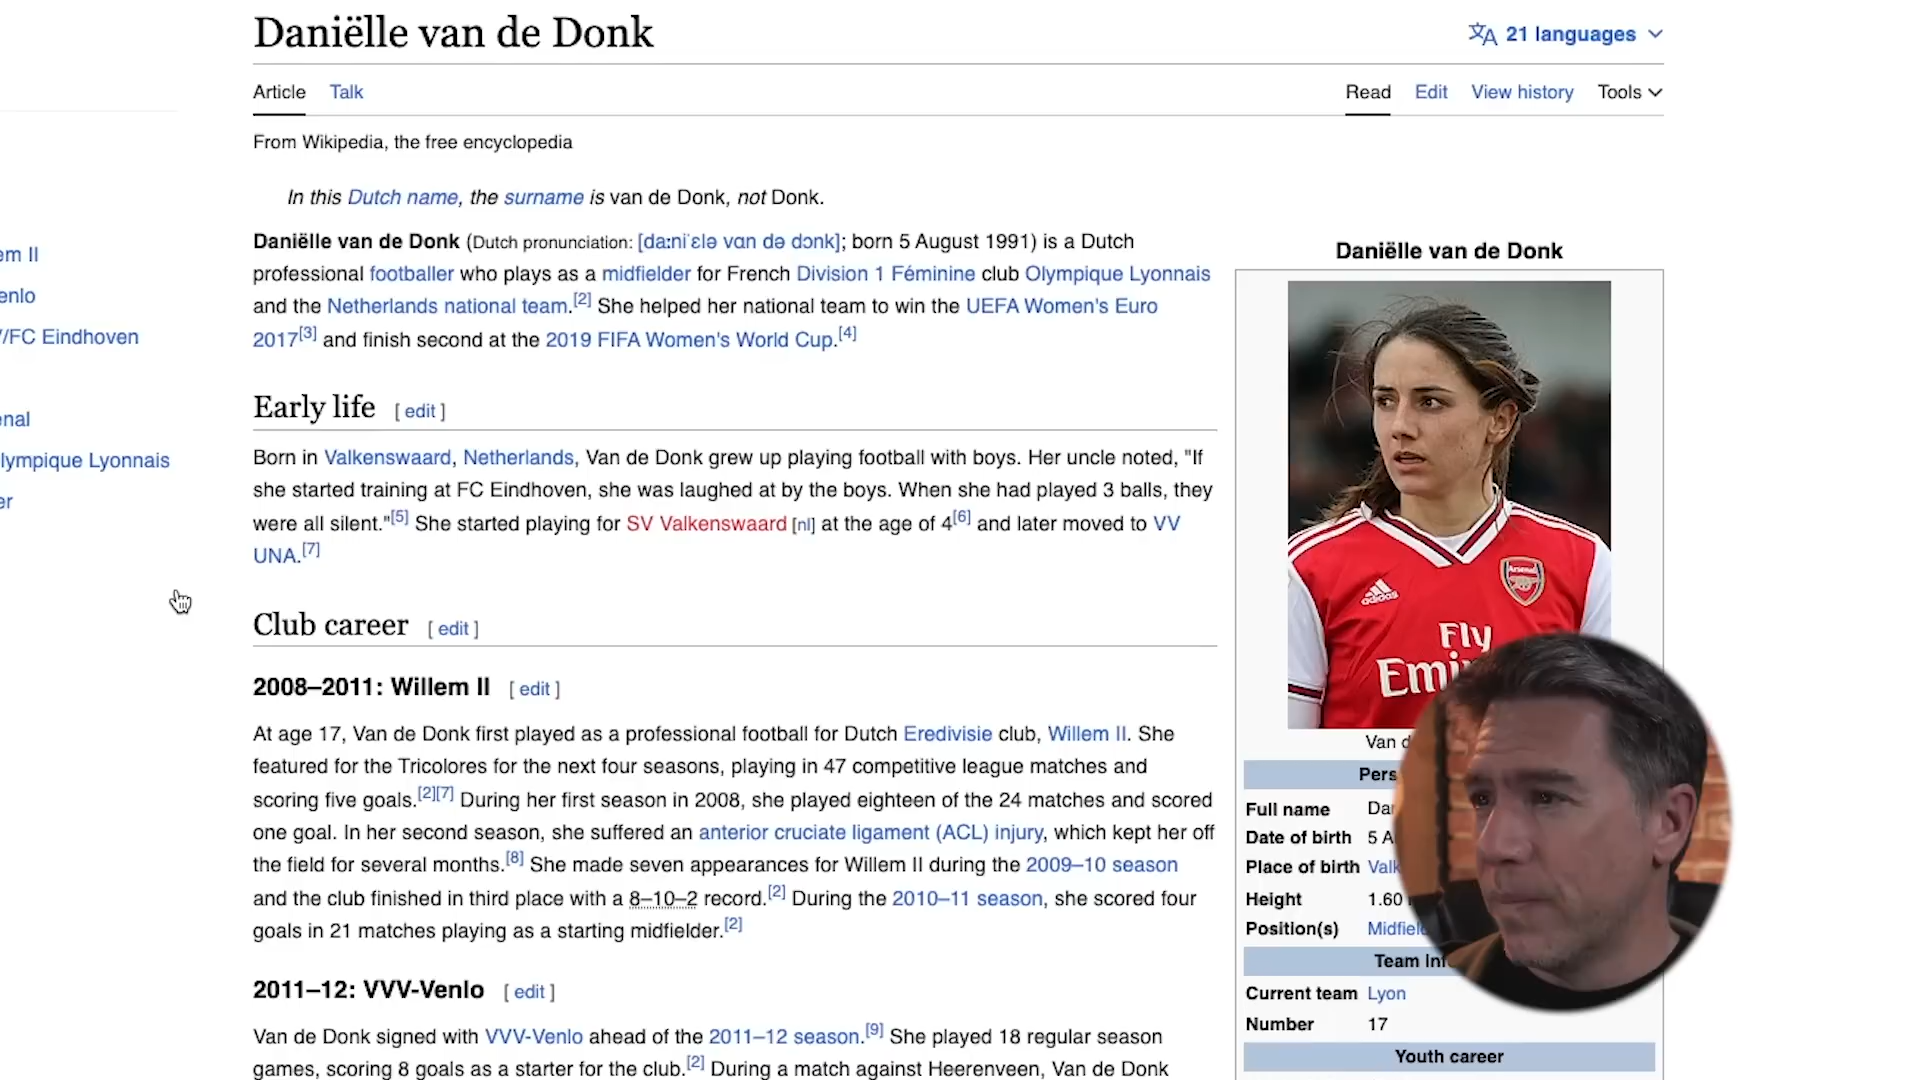 Daniëlle van de Donk
21 languages
Article Talk
Read Edit View history Tools
From Wikipedia, the free encyclopedia
In this Dutch name, the surname is van de Donk, not Donk.
Daniëlle van de Donk (Dutch pronunciation: [daːniˈɛlə vɑn də dɔnk]; born 5 August 1991) is a Dutch
professional footballer who plays as a midfielder for French Division 1 Féminine club Olympique Lyonnais
and the Netherlands national team.[2] She helped her national team to win the UEFA Women's Euro
2017[3] and finish second at the 2019 FIFA Women's World Cup.[4]
Early life [ edit ]
Born in Valkenswaard, Netherlands, Van de Donk grew up playing football with boys. Her uncle noted, "If
she started training at FC Eindhoven, she was laughed at by the boys. When she had played 3 balls, they
were all silent."[5] She started playing for SV Valkenswaard [nl] at the age of 4[6] and later moved to VV
UNA.[7]
Club career [ edit ]
2008–2011: Willem II [ edit ]
At age 17, Van de Donk first played as a professional football for Dutch Eredivisie club, Willem II. She
featured for the Tricolores for the next four seasons, playing in 47 competitive league matches and
scoring five goals.[2][7] During her first season in 2008, she played eighteen of the 24 matches and scored
one goal. In her second season, she suffered an anterior cruciate ligament (ACL) injury, which kept her off
the field for several months.[8] She made seven appearances for Willem II during the 2009–10 season
and the club finished in third place with a 8–10–2 record.[2] During the 2010–11 season, she scored four
goals in 21 matches playing as a starting midfielder.[2]
2011–12: VVV-Venlo [ edit ]
Van de Donk signed with VVV-Venlo ahead of the 2011–12 season.[9] She played 18 regular season
games, scoring 8 goals as a starter for the club.[2] During a match against Heerenveen, Van de Donk
em II
enlo
/FC Eindhoven
enal
lympique Lyonnais
er
Daniëlle van de Donk
adidas
Arsenal
Fly
Emi
Van d
Pers
Full name Dan
Date of birth 5 A
Place of birth Valk
Height 1.60
Position(s) Midfiel
Team in
Current team Lyon
Number 17
Youth career